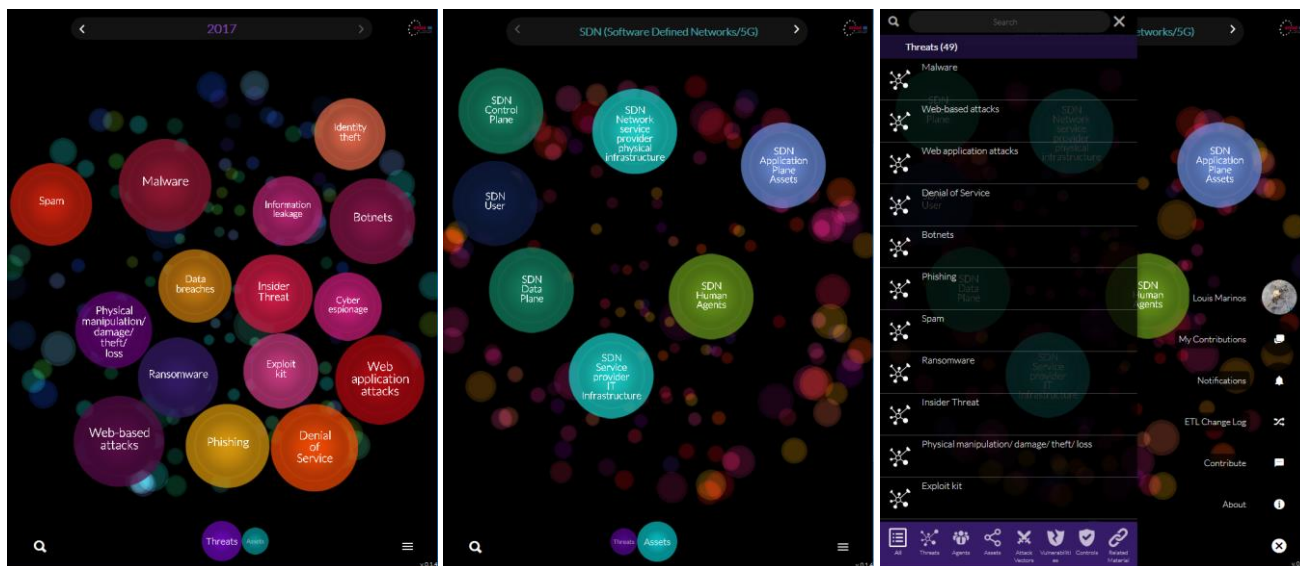 2017
Identity
theft
Malware
Spam
Information
leakage
Botnets
Data
breaches
Insider
Threat
Cyber
espionage
Physical
manipulation/
damage/
theft/
loss
Ransomware
Exploit
kit
Web
application
attacks
Web-based
attacks
Phishing
Denial
of
Service
Threats
Assets
SDN (Software Defined Networks/5G)
SDN
Control
Plane
SDN
Network
service
provider
physical
infrastructure
SDN
Application
Plane
Assets
SDN
User
SDN
Data
Plane
SDN
Human
Agents
SDN
Service
provider
IT
Infrastructure
Threats
Assets
Search
Threats (49)
Malware
Web-based attacks
Web application attacks
Denial of Service
Botnets
Phishing
Spam
Ransomware
Insider Threat
Physical manipulation/ damage/ theft/ loss
Exploit kit
All
Threats
Agents
Assets
Attack
Vectors
Vulnerabiliti
es
Controls
Related
Material
etworks/5G)
SDN
Application
Plane
Assets
SDN
Human
Agents
Louis Marinos
My Contributions
Notifications
ETL Change Log
Contribute
About